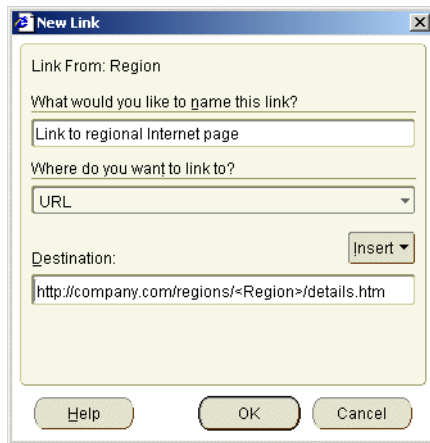 New Link
Link From: Region
What would you like to name this link?
Link to regional Internet page
Where do you want to link to?
URL
Insert
Destination:
http://company.com/regions/<Region>/details.htm
Help
OK
Cancel